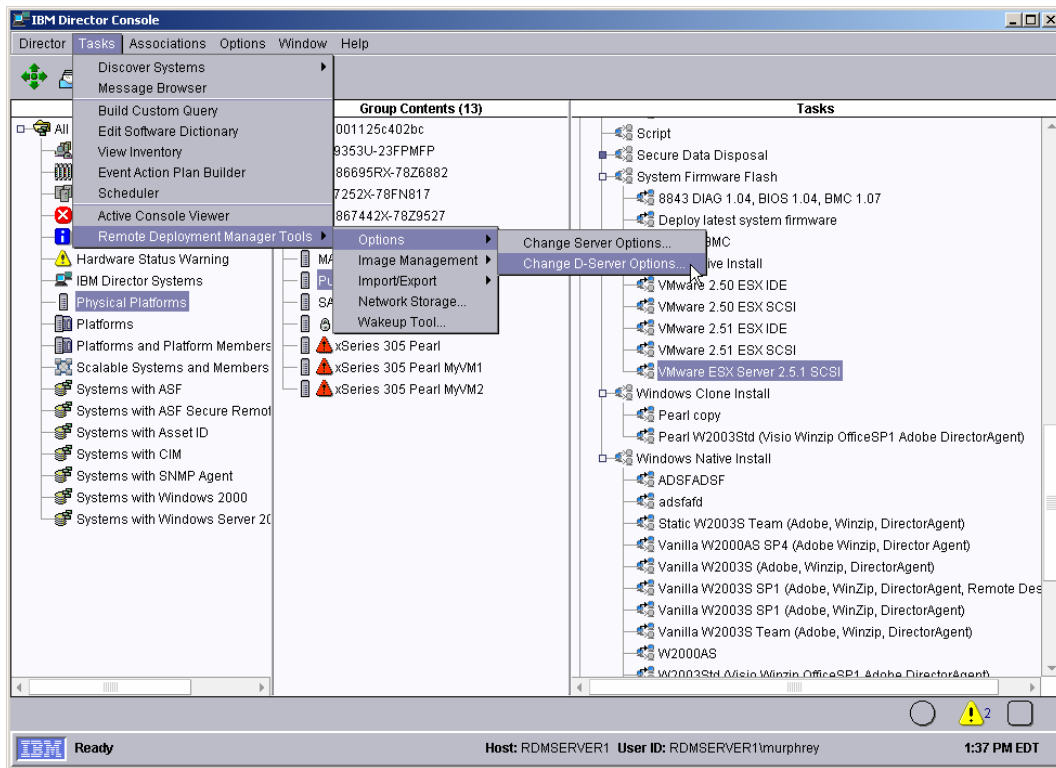 IBM Director Console
Director Tasks Associations Options Window Help
Discover Systems
Message Browser
Build Custom Query
Edit Software Dictionary
View Inventory
Event Action Plan Builder
Scheduler
Active Console Viewer
Remote Deployment Manager Tools
Options
Image Management
Import/Export
Network Storage...
Wakeup Tool...
Change Server Options...
Change D-Server Options...
All
Hardware Status Warning
IBM Director Systems
Physical Platforms
Platforms
Platforms and Platform Members
Scalable Systems and Members
Systems with ASF
Systems with ASF Secure Remot
Systems with Asset ID
Systems with CIM
Systems with SNMP Agent
Systems with Windows 2000
Systems with Windows Server 20
Group Contents (13)
001125c402bc
9353U-23FPMFP
86695RX-78Z6882
7252X-78FN817
867442X-78Z9527
MA
Pu
SA
xSeries 305 Pearl
xSeries 305 Pearl MyVM1
xSeries 305 Pearl MyVM2
Tasks
Script
Secure Data Disposal
System Firmware Flash
8843 DIAG 1.04, BIOS 1.04, BMC 1.07
Deploy latest system firmware
BMC
ive Install
VMware 2.50 ESX IDE
VMware 2.50 ESX SCSI
VMware 2.51 ESX IDE
VMware 2.51 ESX SCSI
VMware ESX Server 2.5.1 SCSI
Windows Clone Install
Pearl copy
Pearl W2003Std (Visio Winzip OfficeSP1 Adobe DirectorAgent)
Windows Native Install
ADSFADSF
adsfafd
Static W2003S Team (Adobe, Winzip, DirectorAgent)
Vanilla W2000AS SP4 (Adobe Winzip, Director Agent)
Vanilla W2003S (Adobe, Winzip, DirectorAgent)
Vanilla W2003S SP1 (Adobe, WinZip, DirectorAgent, Remote Des
Vanilla W2003S SP1 (Adobe, WinZip, DirectorAgent)
Vanilla W2003S Team (Adobe, Winzip, DirectorAgent)
W2000AS
W2003Std (Visio Winzip OfficeSP1 Adobe DirectorAgent)
2
IBM Ready
Host: RDMSERVER1 User ID: RDMSERVER1\murphrey
1:37 PM EDT